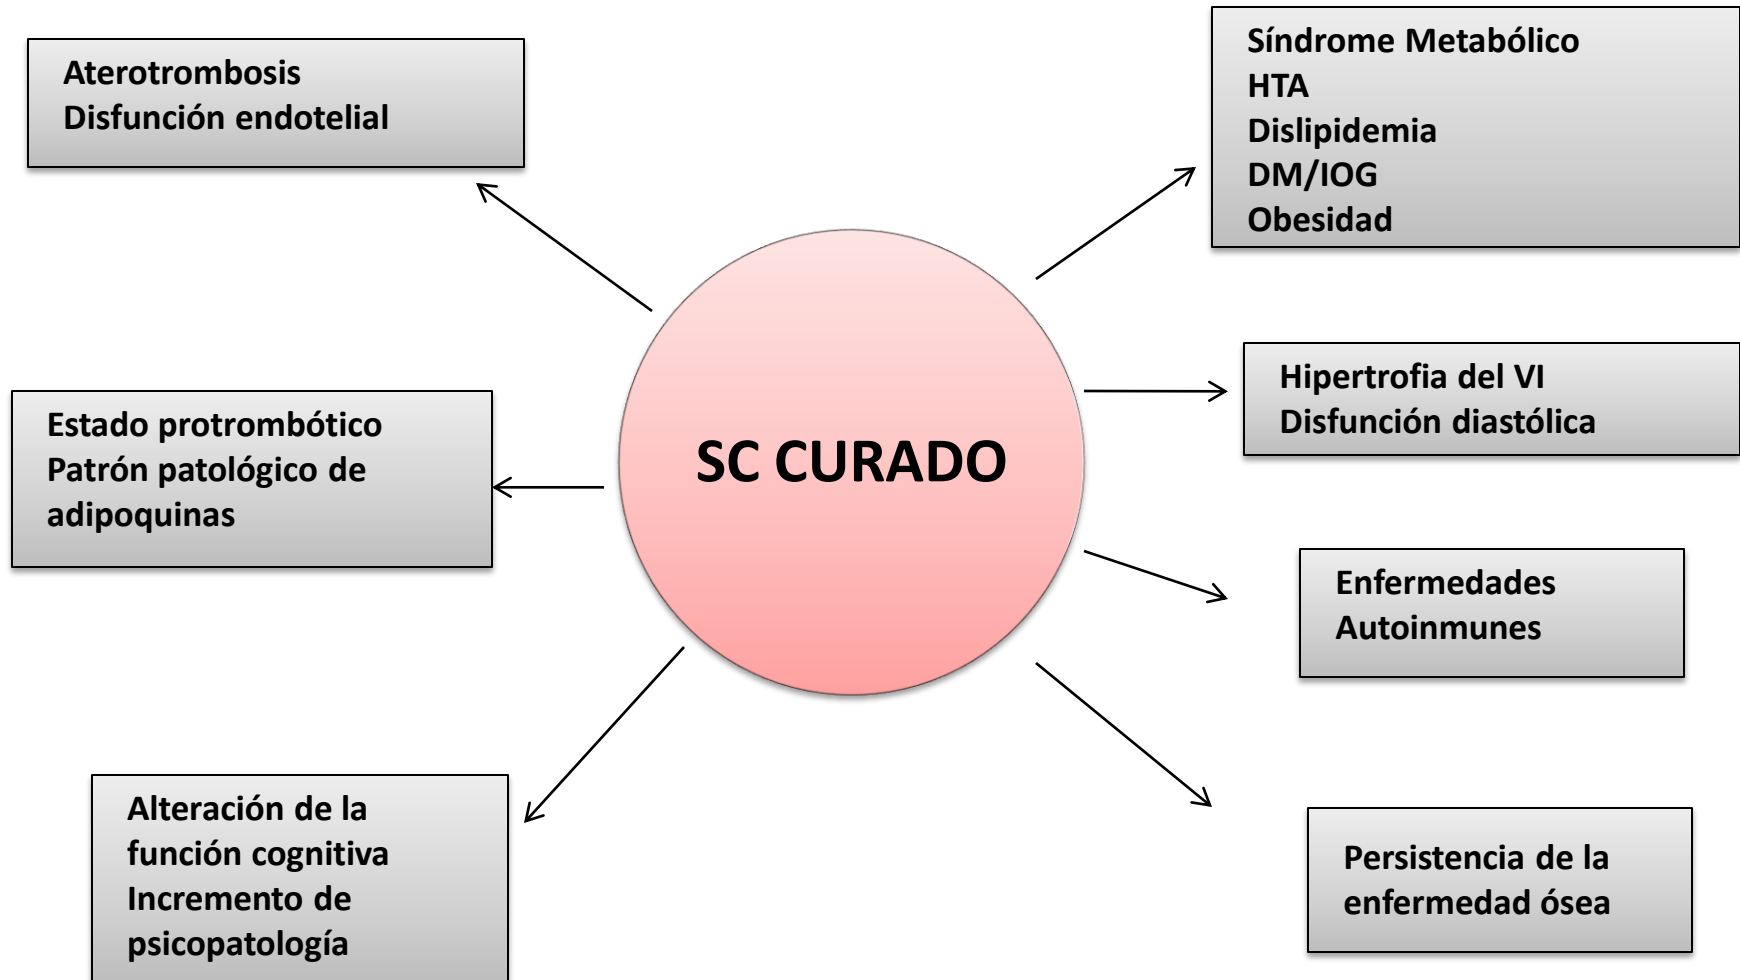 Aterotrombosis
Disfunción endotelial
Síndrome Metabólico
HTA
Dislipidemia
DM/IOG
Obesidad
Estado protrombótico
Patrón patológico de
adipoquinas
SC CURADO
Hipertrofia del VI
Disfunción diastólica
Enfermedades
Autoinmunes
Alteración de la
función cognitiva
Incremento de
psicopatología
Persistencia de la
enfermedad ósea